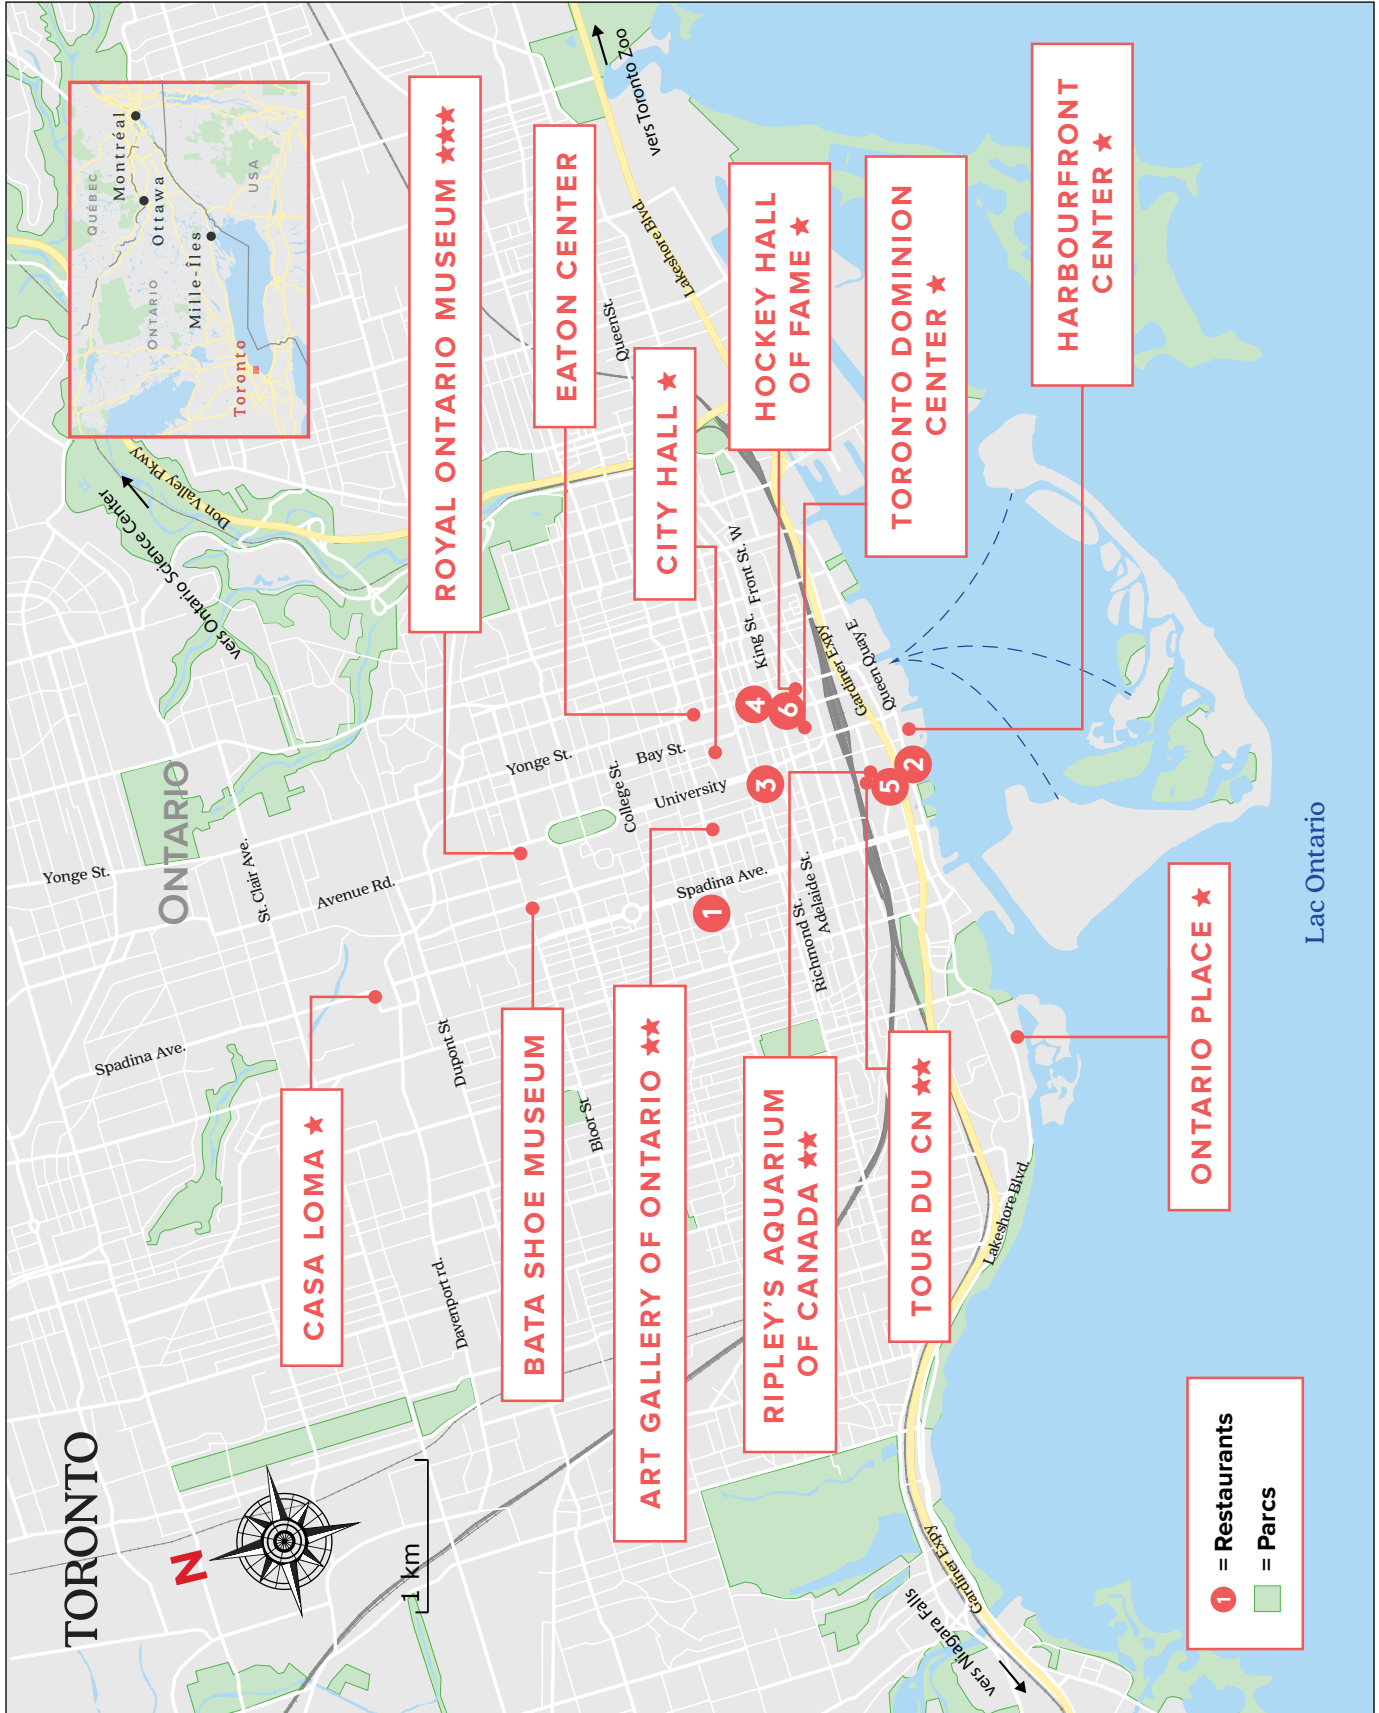 TORONTO
N
1 km
ONTARIO
QUÉBEC
Montréal
Ottawa
ONTARIO
Mille-Îles
USA
Toronto
vers Ontario Science Center
Don Valley Pkwy
vers Toronto Zoo
Lakeshore Blvd.
Yonge St.
St. Clair Ave.
Avenue Rd.
Spadina Ave.
Dupont St
Davenport rd.
Bloor St
Yonge St.
Bay St.
College St.
University
Spadina Ave.
Richmond St.
Adelaide St.
QueenSt.
King St.
Front St. W
Gardiner Expy
Queen Quay E
Lakeshore Blvd.
Gardiner Expy
vers Niagara Falls
CASA LOMA ★
BATA SHOE MUSEUM
ROYAL ONTARIO MUSEUM ★★★
EATON CENTER
CITY HALL ★
HOCKEY HALL
OF FAME ★
TORONTO DOMINION
CENTER ★
HARBOURFRONT
CENTER ★
ART GALLERY OF ONTARIO ★★
RIPLEY'S AQUARIUM
OF CANADA ★★
TOUR DU CN ★★
ONTARIO PLACE ★
1
2
3
4
5
6
Lac Ontario
1 = Restaurants
= Parcs